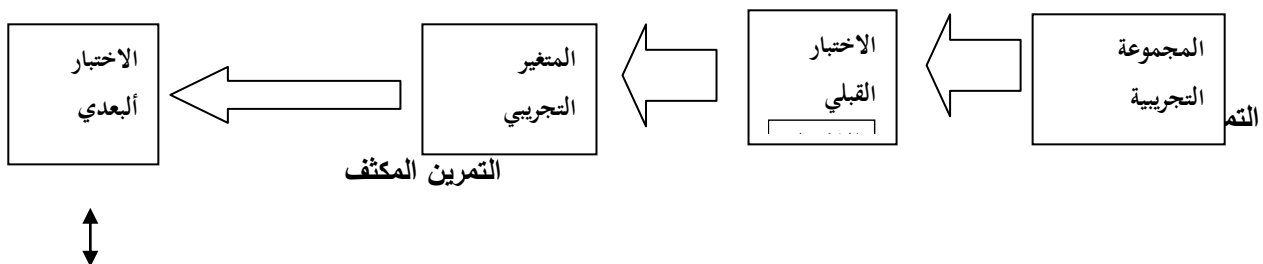 المجموعة
التجريبية
الاختبار
القبلي
المتغير
التجريبي
الاختبار
ألبعدي
التمرين المكثف